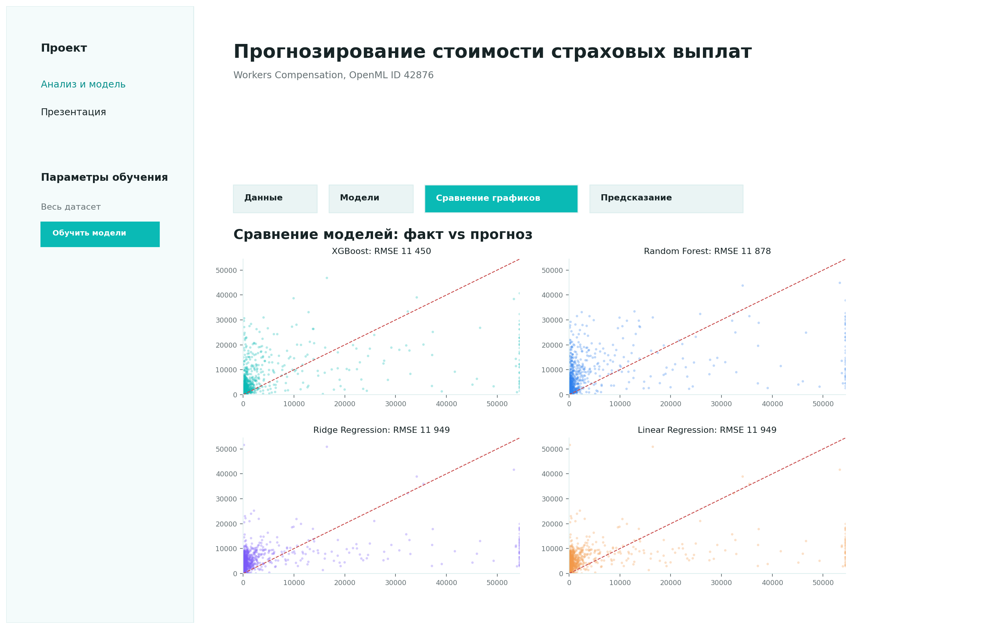 Проект
Анализ и модель
Презентация
Параметры обучения
Весь датасет
Обучить модели
Прогнозирование стоимости страховых выплат
Workers Compensation, OpenML ID 42876
Данные
Модели
Сравнение графиков
Предсказание
Сравнение моделей: факт vs прогноз
XGBoost: RMSE 11 450
50000
40000
30000
20000
10000
0
0 10000 20000 30000 40000 50000
Random Forest: RMSE 11 878
50000
40000
30000
20000
10000
0
0 10000 20000 30000 40000 50000
Ridge Regression: RMSE 11 949
50000
40000
30000
20000
10000
0
0 10000 20000 30000 40000 50000
Linear Regression: RMSE 11 949
50000
40000
30000
20000
10000
0
0 10000 20000 30000 40000 50000